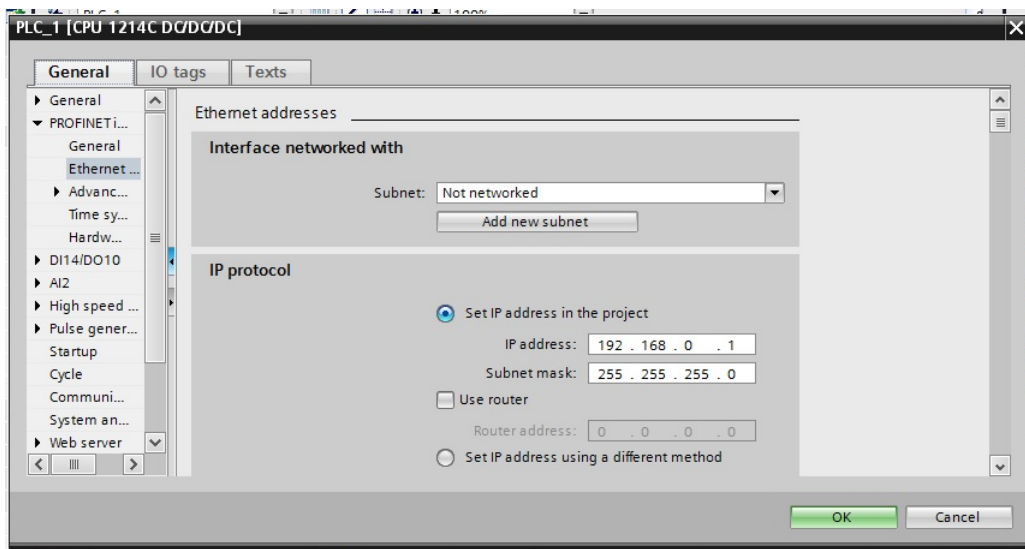 PLC_1 [CPU 1214C DC/DC/DC]
General IO tags Texts
General
PROFINET i...
General
Ethernet ...
Advanc...
Time sy...
Hardw...
DI14/DO10
AI2
High speed ...
Pulse gener...
Startup
Cycle
Communi...
System an...
Web server
Ethernet addresses
Interface networked with
Subnet: Not networked
Add new subnet
IP protocol
Set IP address in the project
IP address: 192 . 168 . 0 . 1
Subnet mask: 255 . 255 . 255 . 0
Use router
Router address: 0 . 0 . 0 . 0
Set IP address using a different method
OK Cancel